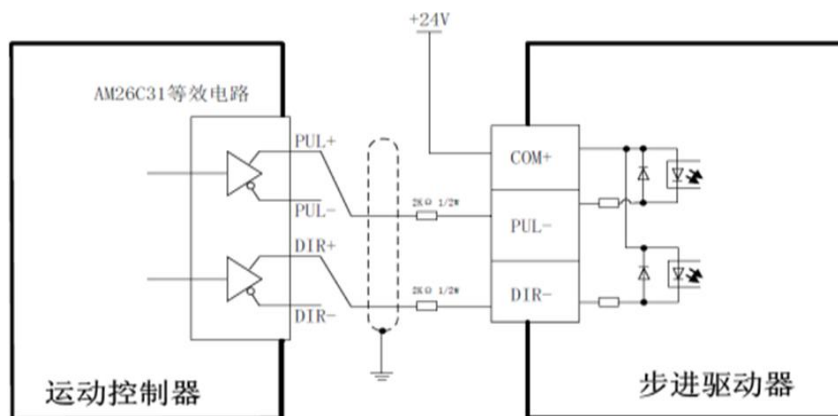 +24V
AM26C31等效电路
PUL+
PUL-
DIR+
DIR-
2KΩ 1/2W
2KΩ 1/2W
COM+
PUL-
DIR-
运动控制器
步进驱动器